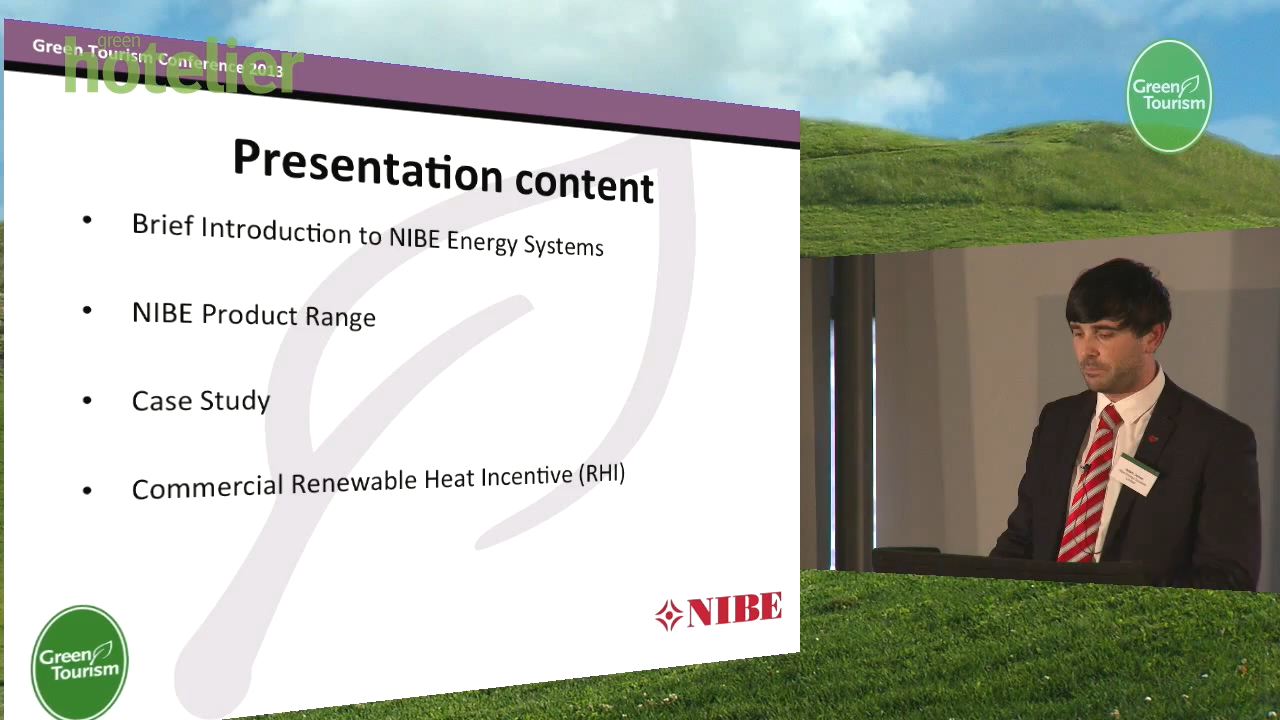 Green Tourism Conference 2013
green
hotelier
Green
Tourism
Presentation content
• Brief Introduction to NIBE Energy Systems
• NIBE Product Range
• Case Study
• Commercial Renewable Heat Incentive (RHI)
NIBE
Green
Tourism